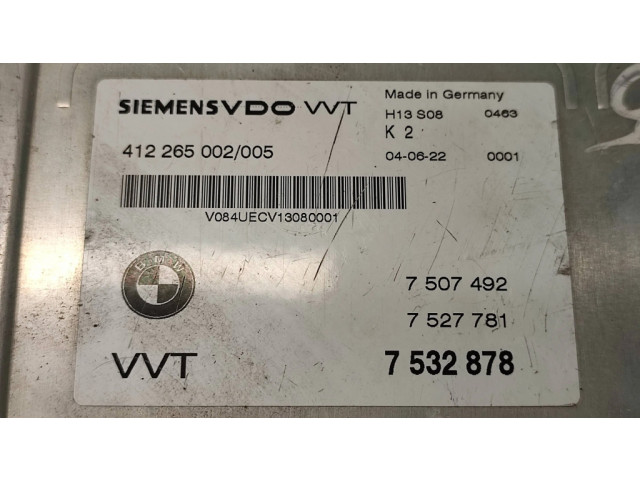 SIEMENSVDO VVT
Made in Germany
H13 S08 0463
K 2
412 265 002/005
04-06-22 0001
V084UECV13080001
BMW
7 507 492
7 527 781
VVT 7 532 878